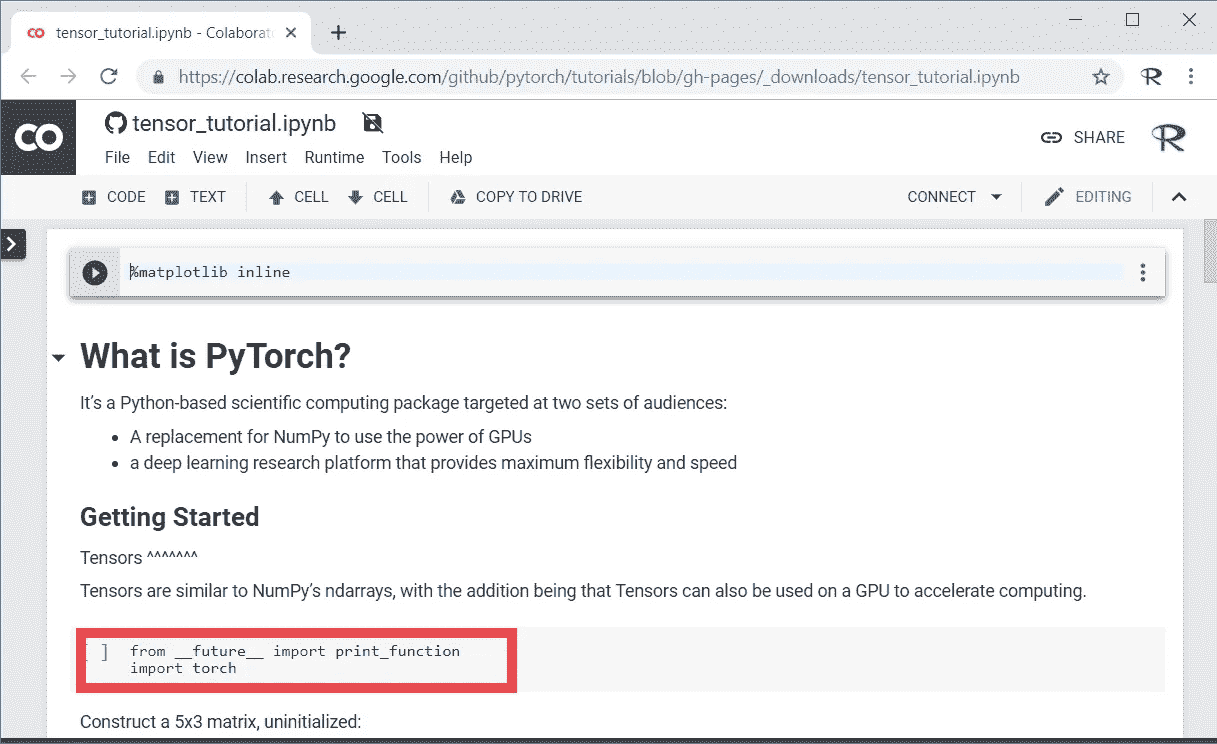 tensor_tutorial.ipynb - Colaborat
https://colab.research.google.com/github/pytorch/tutorials/blob/gh-pages/_downloads/tensor_tutorial.ipynb
CO tensor_tutorial.ipynb
SHARE
File Edit View Insert Runtime Tools Help
CODE TEXT CELL CELL COPY TO DRIVE CONNECT EDITING
%matplotlib inline
What is PyTorch?
It’s a Python-based scientific computing package targeted at two sets of audiences:
• A replacement for NumPy to use the power of GPUs
• a deep learning research platform that provides maximum flexibility and speed
Getting Started
Tensors ^^^^^^^
Tensors are similar to NumPy’s ndarrays, with the addition being that Tensors can also be used on a GPU to accelerate computing.
[ ] from __future__ import print_function
import torch
Construct a 5x3 matrix, uninitialized: